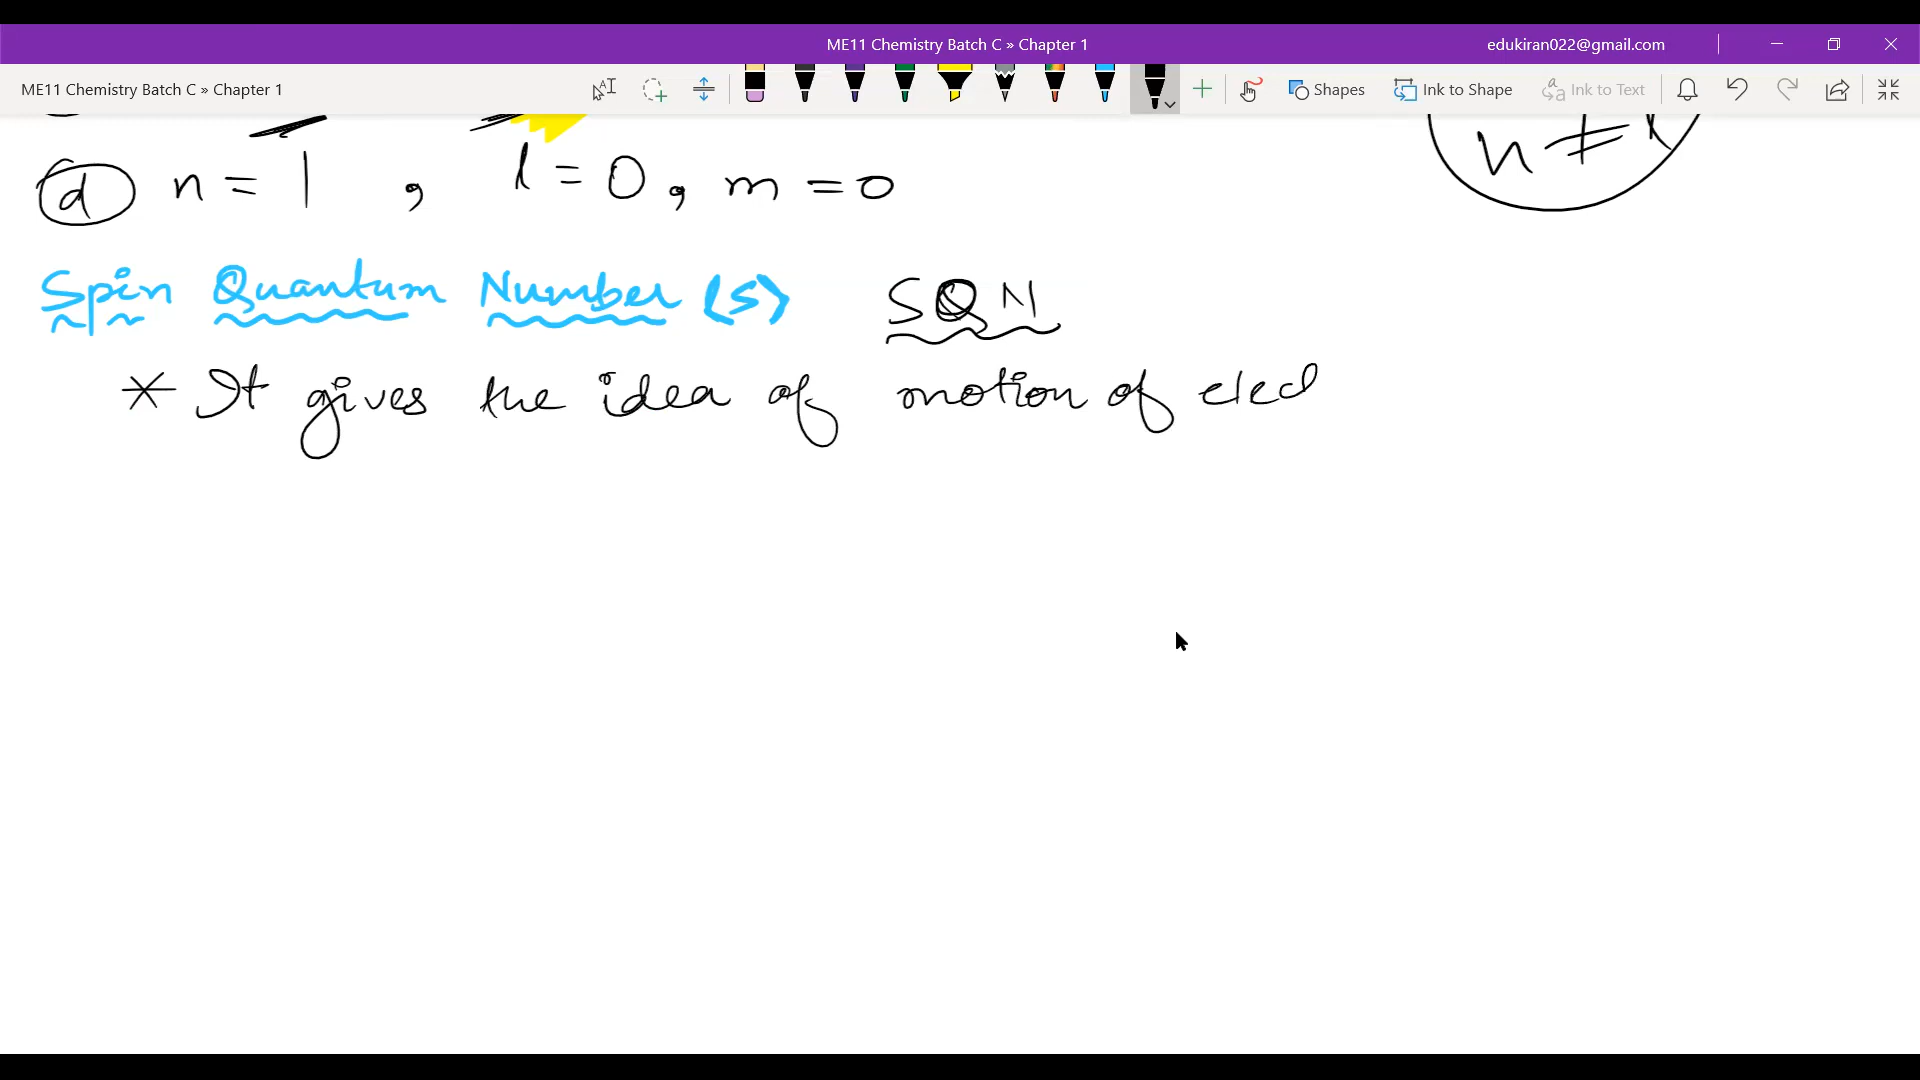 ME11 Chemistry Batch C » Chapter 1
edukiran022@gmail.com
ME11 Chemistry Batch C » Chapter 1
Shapes
Ink to Shape
Ink to Text
n ≠ l
(d) n = 1 , l = 0, m = 0
Spin Quantum Number (s) SQN
* It gives the idea of motion of elec